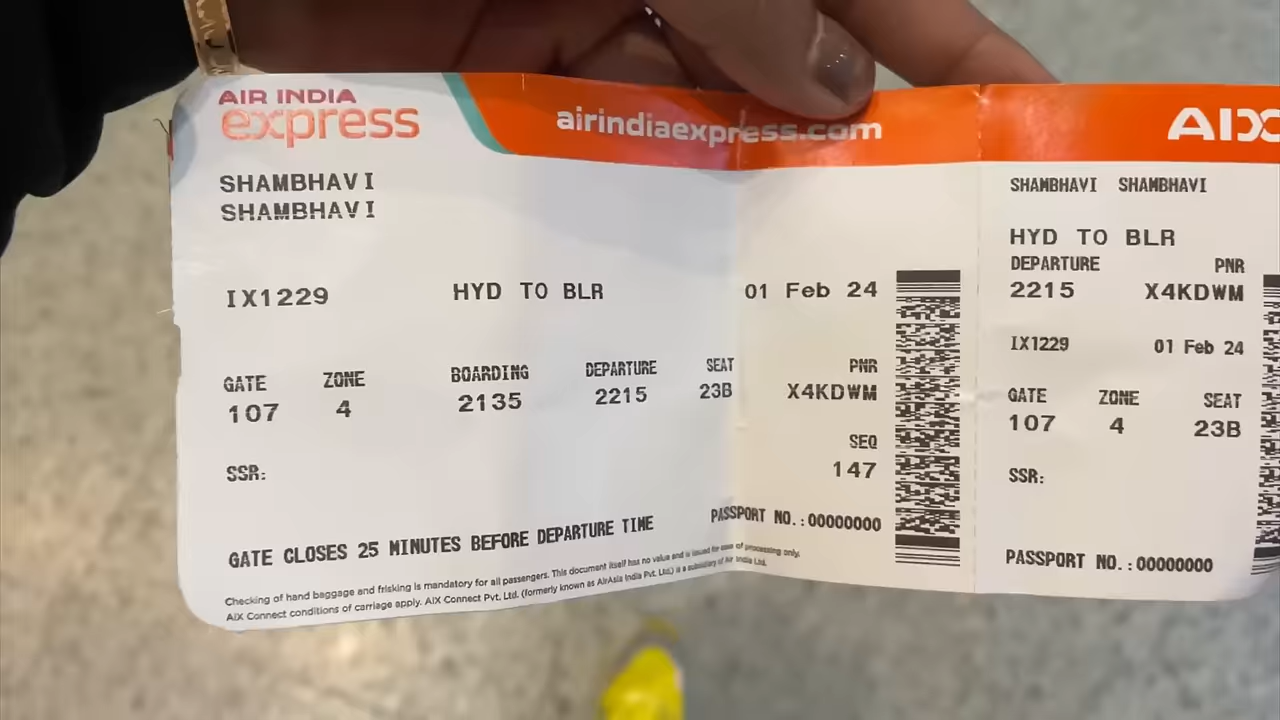 AIR INDIA
express
airindiaexpress.com
SHAMBHAVI
SHAMBHAVI
IX1229 HYD TO BLR 01 Feb 24
GATE ZONE BOARDING DEPARTURE SEAT PNR
107 4 2135 2215 23B X4KDWM
SEQ
147
SSR:
GATE CLOSES 25 MINUTES BEFORE DEPARTURE TIME PASSPORT NO.:00000000
Checking of hand baggage and frisking is mandatory for all passengers. This document itself has no value and is issued for ease of processing only.
AIX Connect conditions of carriage apply. AIX Connect Pvt. Ltd. (formerly known as AirAsia India Pvt. Ltd.) is a subsidiary of Air India Ltd.
AIX
SHAMBHAVI SHAMBHAVI
HYD TO BLR
DEPARTURE PNR
2215 X4KDWM
IX1229 01 Feb 24
GATE ZONE SEAT
107 4 23B
SSR:
PASSPORT NO.:00000000